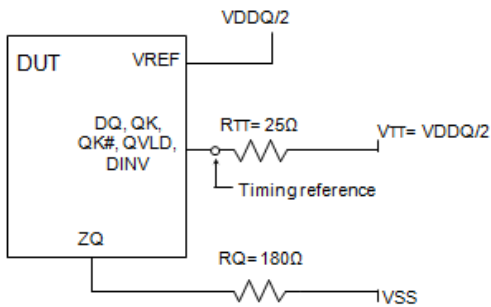 VDDQ/2
DUT
VREF
DQ, QK,
QK#, QVLD,
DINV
RTT= 25Ω
VTT= VDDQ/2
Timing reference
ZQ
RQ= 180Ω
VSS